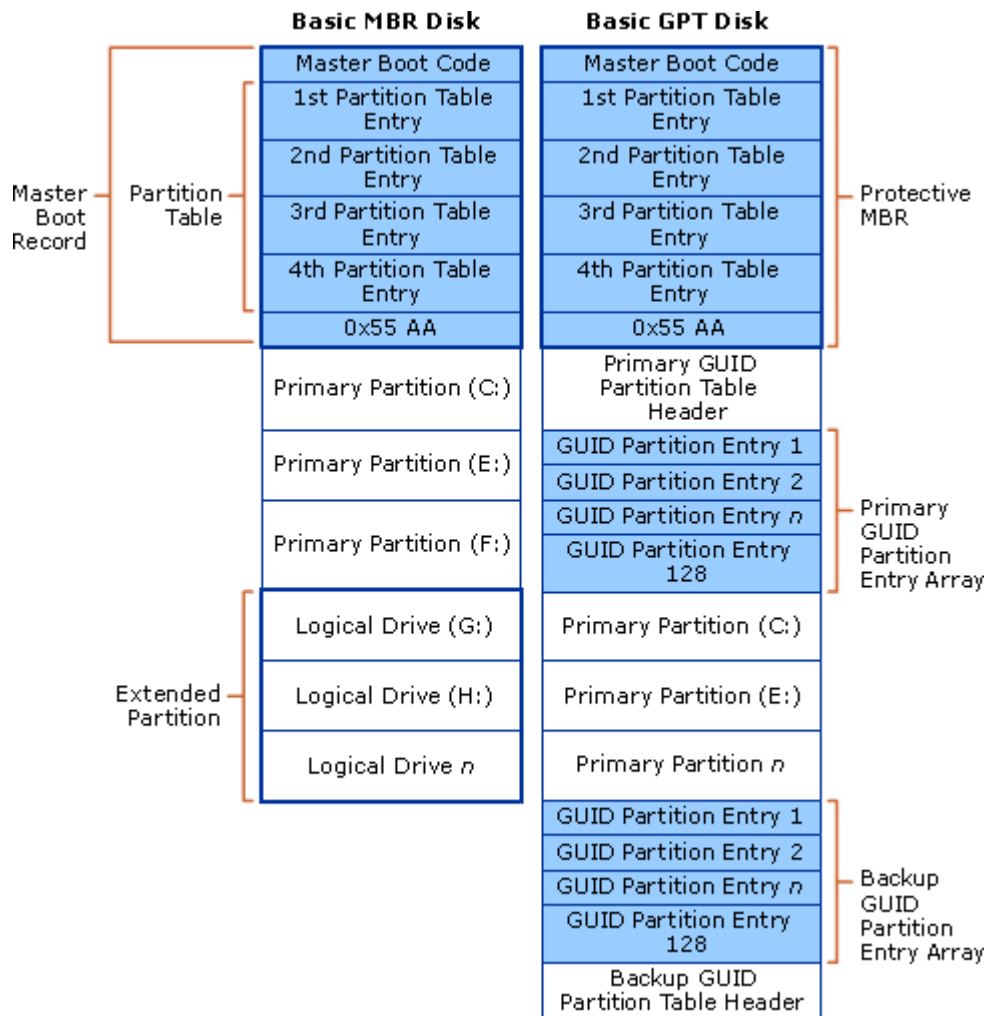 Basic MBR Disk
Basic GPT Disk
Master Boot Code
1st Partition Table
Entry
2nd Partition Table
Entry
3rd Partition Table
Entry
4th Partition Table
Entry
0x55 AA
Master
Boot
Record
Partition
Table
Primary Partition (C:)
Primary Partition (E:)
Primary Partition (F:)
Logical Drive (G:)
Logical Drive (H:)
Logical Drive n
Extended
Partition
Master Boot Code
1st Partition Table
Entry
2nd Partition Table
Entry
3rd Partition Table
Entry
4th Partition Table
Entry
0x55 AA
Protective
MBR
Primary GUID
Partition Table
Header
GUID Partition Entry 1
GUID Partition Entry 2
GUID Partition Entry n
GUID Partition Entry
128
Primary
GUID
Partition
Entry Array
Primary Partition (C:)
Primary Partition (E:)
Primary Partition n
GUID Partition Entry 1
GUID Partition Entry 2
GUID Partition Entry n
GUID Partition Entry
128
Backup
GUID
Partition
Entry Array
Backup GUID
Partition Table Header